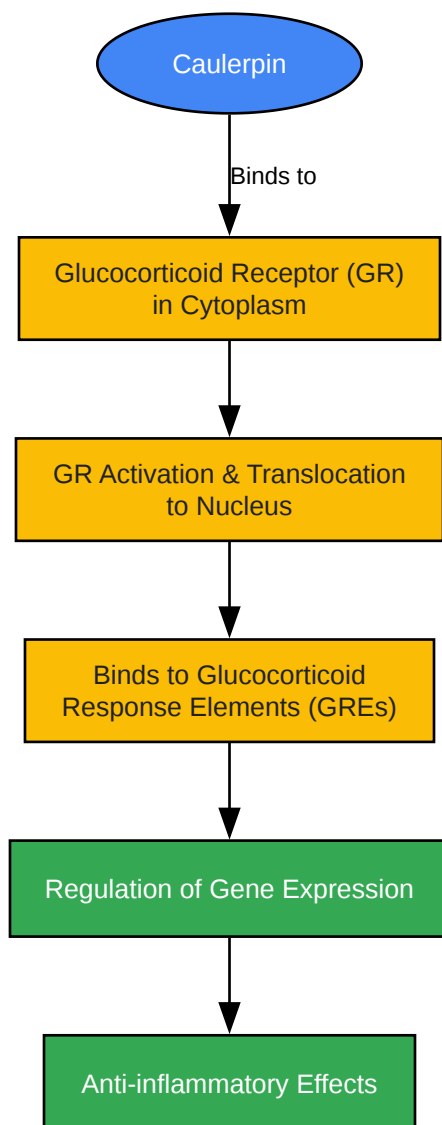 Caulerpin
Binds to
Glucocorticoid Receptor (GR)
in Cytoplasm
GR Activation & Translocation
to Nucleus
Binds to Glucocorticoid
Response Elements (GREs)
Regulation of Gene Expression
Anti-inflammatory Effects